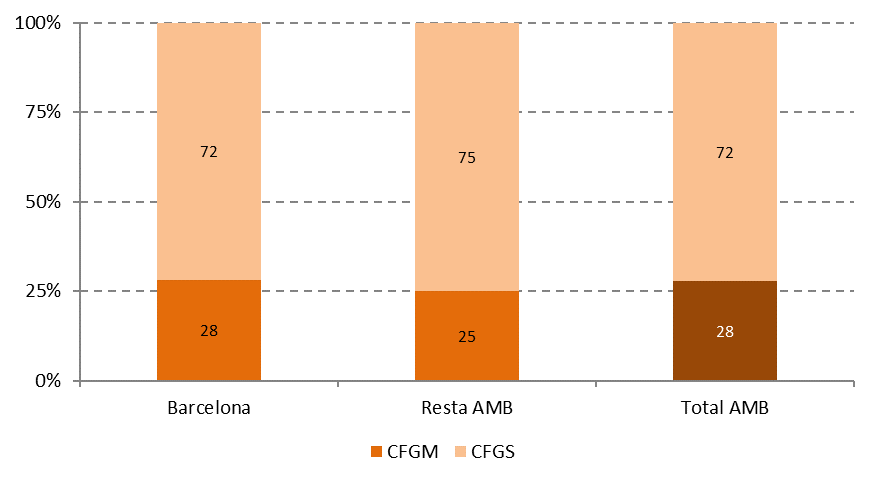 100%
75%
50%
25%
0%
72
75
72
28
25
28
Barcelona
Resta AMB
Total AMB
CFGM
CFGS